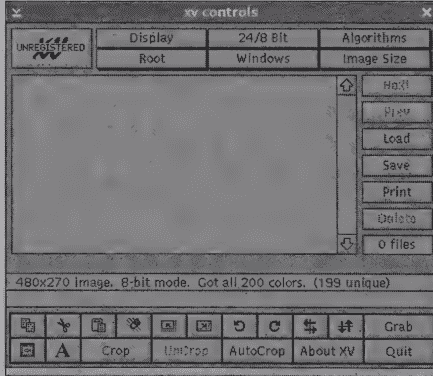 xv controls
UNREGISTERED
Display 24/8 Bit Algorithms
Root Windows Image Size
Next
Prev
Load
Save
Print
Delete
0 files
480x270 image. 8-bit mode. Got all 200 colors. (199 unique)
Grab
A Crop UnCrop AutoCrop About XV Quit